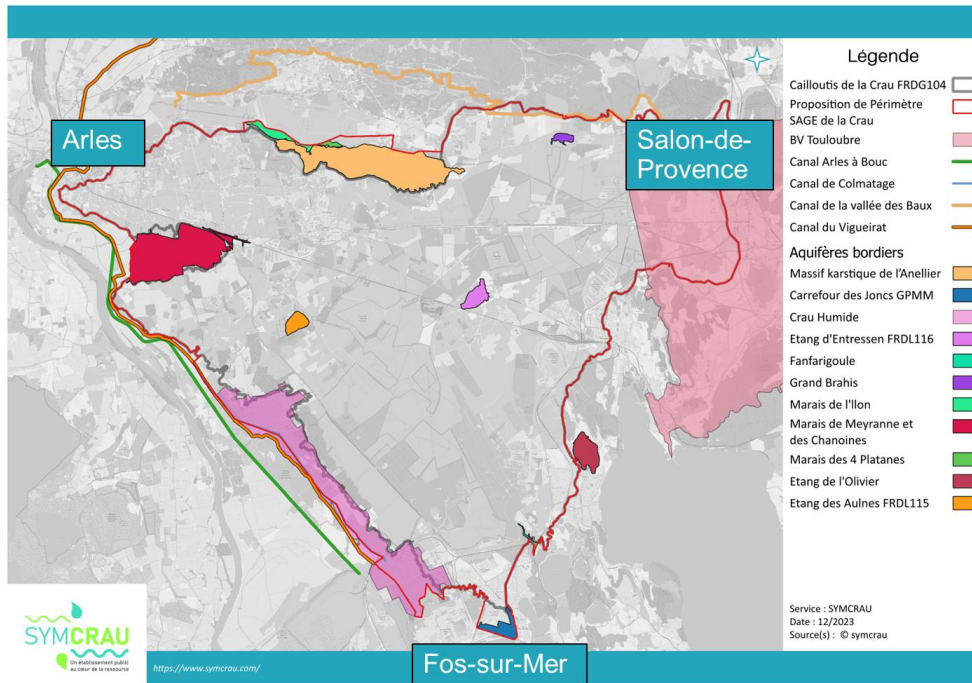 Arles
Salon-de-
Provence
Fos-sur-Mer
Légende
Cailloutis de la Crau FRDG104
Proposition de Périmètre
SAGE de la Crau
BV Touloubre
Canal Arles à Bouc
Canal de Colmatage
Canal de la vallée des Baux
Canal du Vigueirat
Aquifères bordiers
Massif karstique de l'Anellier
Carrefour des Joncs GPMM
Crau Humide
Etang d'Entressen FRDL116
Fanfarigoule
Grand Brahis
Marais de l'Ilon
Marais de Meyranne et
des Chanoines
Marais des 4 Platanes
Etang de l'Olivier
Etang des Aulnes FRDL115
Service : SYMCRAU
Date : 12/2023
Source(s) : © symcrau
SYMCRAU
Un établissement public
au cœur de la ressource
https://www.symcrau.com/